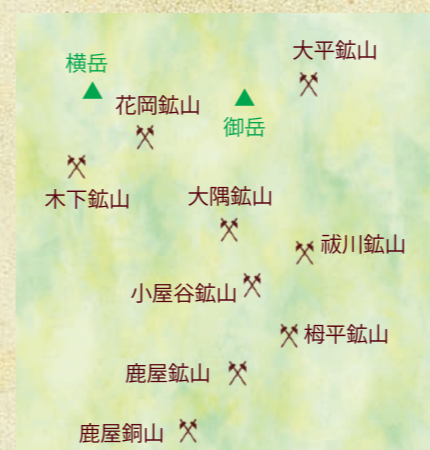 大平鉱山
横岳
花岡鉱山
御岳
木下鉱山
大隅鉱山
祓川鉱山
小屋谷鉱山
栂平鉱山
鹿屋鉱山
鹿屋銅山